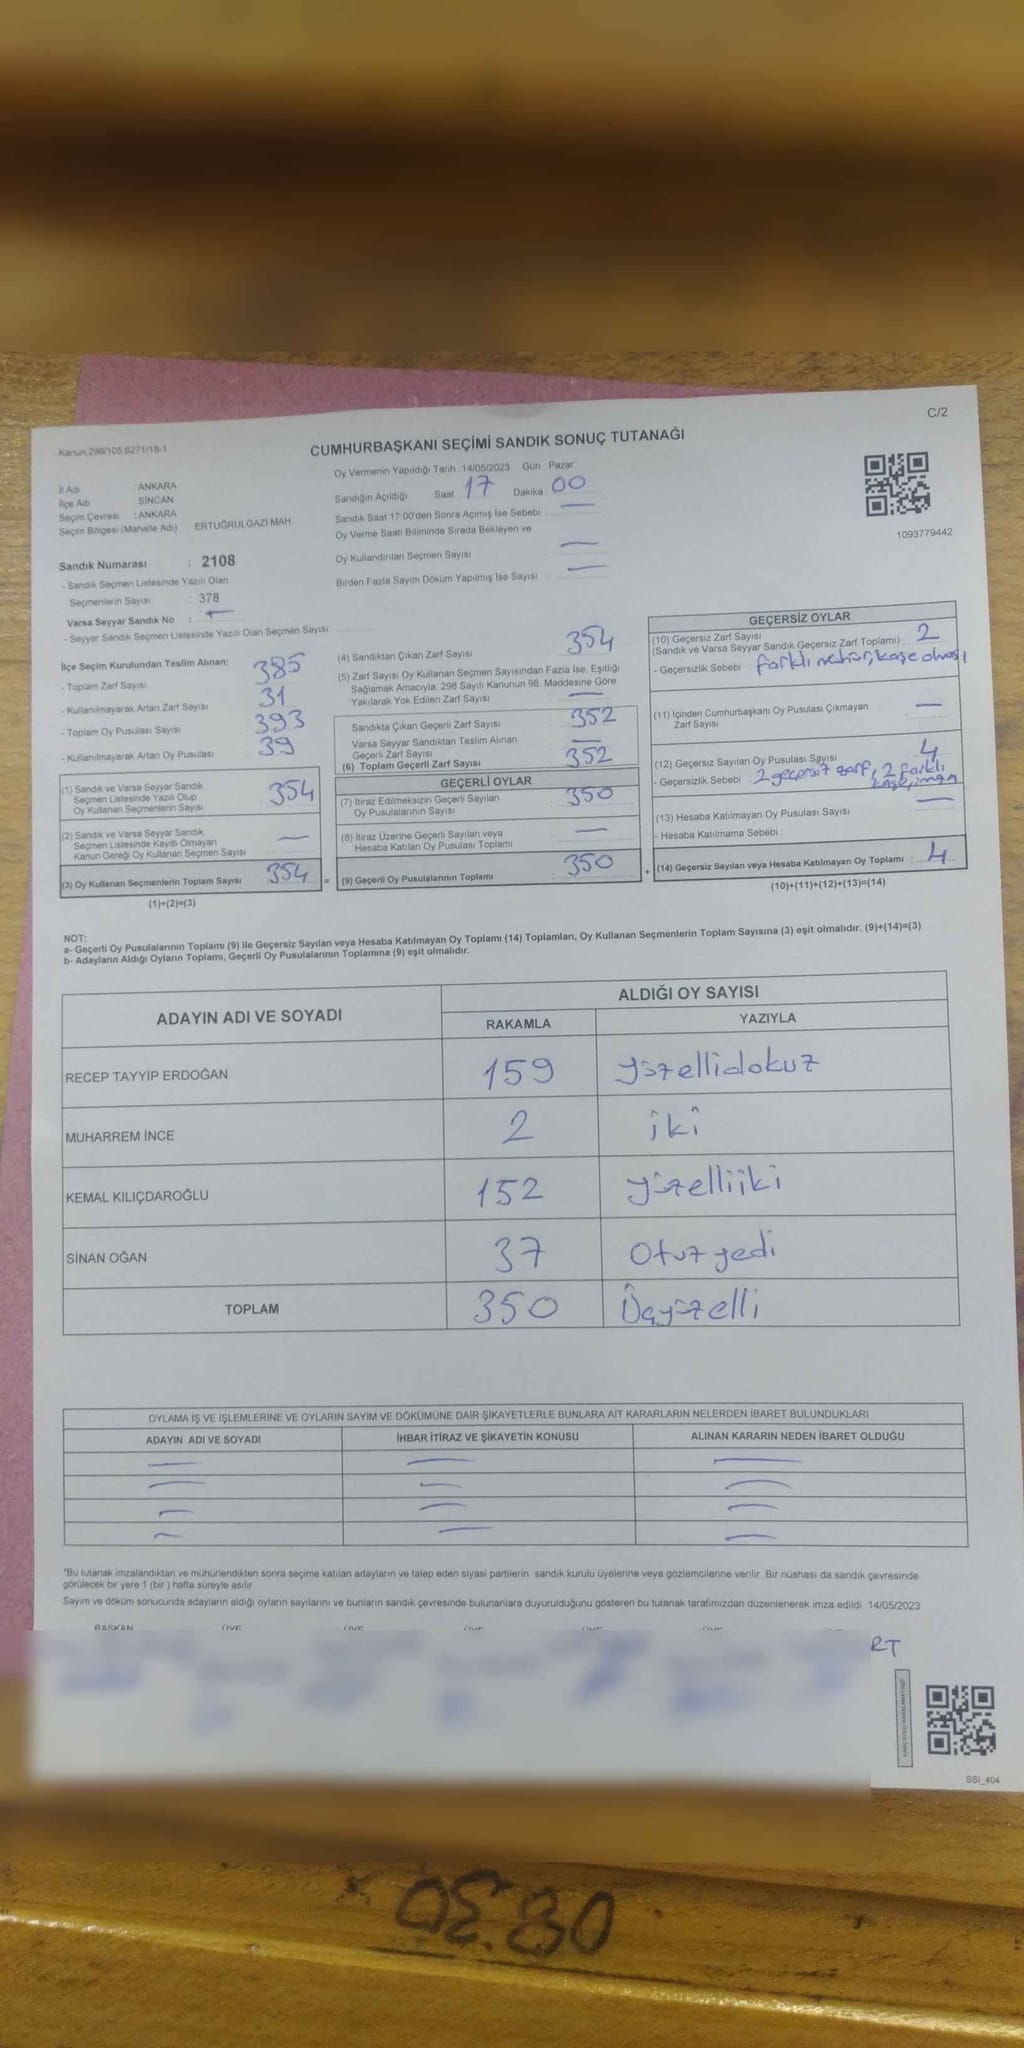 C/2
Kanun:298/105,6271/18-1
CUMHURBAŞKANI SEÇİMİ SANDIK SONUÇ TUTANAĞI
İl Adı : ANKARA
İlçe Adı : SİNCAN
Seçim Çevresi : ANKARA
Seçim Bölgesi (Mahalle Adı) : ERTUĞRULGAZİ MAH.
Oy Vermenin Yapıldığı Tarih : 14/05/2023 Gün : Pazar
Sandığın Açıldığı Saat 17 Dakika 00
Sandık Saat 17:00'den Sonra Açımış İse Sebebi : —
Oy Verme Saati Bitiminde Sırada Bekleyen ve
Oy Kullandırılan Seçmen Sayısı —
Birden Fazla Sayım Döküm Yapılmış İse Sayısı : —
1093779442
Sandık Numarası : 2108
- Sandık Seçmen Listesinde Yazılı Olan
Seçmenlerin Sayısı : 378
Varsa Seyyar Sandık No : —
- Seyyar Sandık Seçmen Listesinde Yazılı Olan Seçmen Sayısı
İlçe Seçim Kurulundan Teslim Alınan;
- Toplam Zarf Sayısı 385
- Kullanılmayarak Artan Zarf Sayısı 31
- Toplam Oy Pusulası Sayısı 393
- Kullanılmayarak Artan Oy Pusulası 39
(1) Sandık ve Varsa Seyyar Sandık
Seçmen Listesinde Yazılı Olup
Oy Kullanan Seçmenlerin Sayısı 354
(2) Sandık ve Varsa Seyyar Sandık
Seçmen Listesinde Kayıtlı Olmayan
Kanun Gereği Oy Kullanan Seçmen Sayısı —
(3) Oy Kullanan Seçmenlerin Toplam Sayısı 354 =
(1)+(2)=(3)
(4) Sandıktan Çıkan Zarf Sayısı 354
(5) Zarf Sayısı Oy Kullanan Seçmen Sayısından Fazla İse, Eşitliği
Sağlamak Amacıyla; 298 Sayılı Kanunun 98. Maddesine Göre
Yakılarak Yok Edilen Zarf Sayısı —
Sandıkta Çıkan Geçerli Zarf Sayısı 352
Varsa Seyyar Sandıktan Teslim Alınan
Geçerli Zarf Sayısı —
(6) Toplam Geçerli Zarf Sayısı 352
GEÇERLİ OYLAR
(7) İtiraz Edilmeksizin Geçerli Sayılan
Oy Pusulalarının Sayısı 350
(8) İtiraz Üzerine Geçerli Sayılan veya
Hesaba Katılan Oy Pusulası Toplamı —
(9) Geçerli Oy Pusulalarının Toplamı 350 +
GEÇERSİZ OYLAR
(10) Geçersiz Zarf Sayısı
(Sandık ve Varsa Seyyar Sandık Geçersiz Zarf Toplamı) : 2
- Geçersizlik Sebebi farklı mühür, kaşe olması
(11) İçinden Cumhurbaşkanı Oy Pusulası Çıkmayan
Zarf Sayısı —
(12) Geçersiz Sayılan Oy Pusulası Sayısı 4
- Geçersizlik Sebebi 2 geçersiz zarf, 2 farklı
(13) Hesaba Katılmayan Oy Pusulası Sayısı —
- Hesaba Katılmama Sebebi :
(14) Geçersiz Sayılan veya Hesaba Katılmayan Oy Toplamı : 4
(10)+(11)+(12)+(13)=(14)
NOT:
a- Geçerli Oy Pusulalarının Toplamı (9) ile Geçersiz Sayılan veya Hesaba Katılmayan Oy Toplamı (14) Toplamları, Oy Kullanan Seçmenlerin Toplam Sayısına (3) eşit olmalıdır. (9)+(14)=(3)
b- Adayların Aldığı Oyların Toplamı, Geçerli Oy Pusulalarının Toplamına (9) eşit olmalıdır.
ADAYIN ADI VE SOYADI
ALDIĞI OY SAYISI
RAKAMLA YAZIYLA
RECEP TAYYİP ERDOĞAN 159 yüzellidokuz
MUHARREM İNCE 2 iki
KEMAL KILIÇDAROĞLU 152 yüzelliiki
SİNAN OĞAN 37 Otuzyedi
TOPLAM 350 Üçyüzelli
OYLAMA İŞ VE İŞLEMLERİNE VE OYLARIN SAYIM VE DÖKÜMÜNE DAİR ŞİKAYETLERLE BUNLARA AİT KARARLARIN NELERDEN İBARET BULUNDUKLARI
ADAYIN ADI VE SOYADI İHBAR İTİRAZ VE ŞİKAYETİN KONUSU ALINAN KARARIN NEDEN İBARET OLDUĞU
— — —
— — —
— — —
— — —
*Bu tutanak imzalandıktan ve mühürlendikten sonra seçime katılan adayların ve talep eden siyasi partilerin sandık kurulu üyelerine veya gözlemcilerine verilir. Bir nüshası da sandık çevresinde
görülecek bir yere 1 (bir) hafta süreyle asılır.
Sayım ve döküm sonucunda adayların aldığı oyların sayılarını ve bunların sandık çevresinde bulunanlara duyurulduğunu gösteren bu tutanak tarafımızdan düzenlenerek imza edildi. 14/05/2023
BAŞKAN ÜYE ÜYE ÜYE ÜYE ÜYE
RT
SSI_404